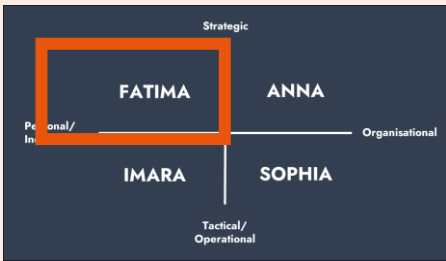 Strategic
FATIMA ANNA
Organisational
IMARA SOPHIA
Tactical/
Operational